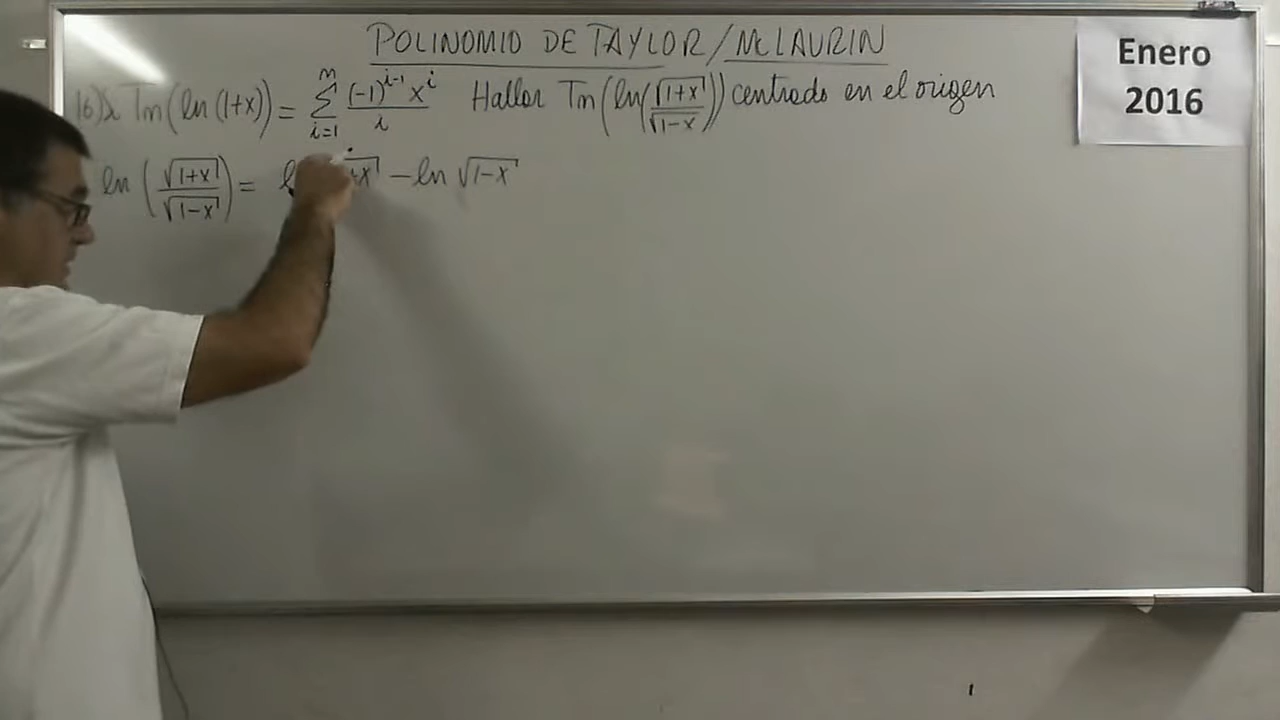 POLINOMIO DE TAYLOR/MCLAURIN
Enero
2016
16) Si Tn(ln(1+x)) = ∑_{i=1}^{n} (-1)^{i-1} x^i / i Hallar Tn(ln(√(1+x)/√(1-x))) centrado en el origen
ln(√(1+x)/√(1-x)) = +x – ln √(1-x)